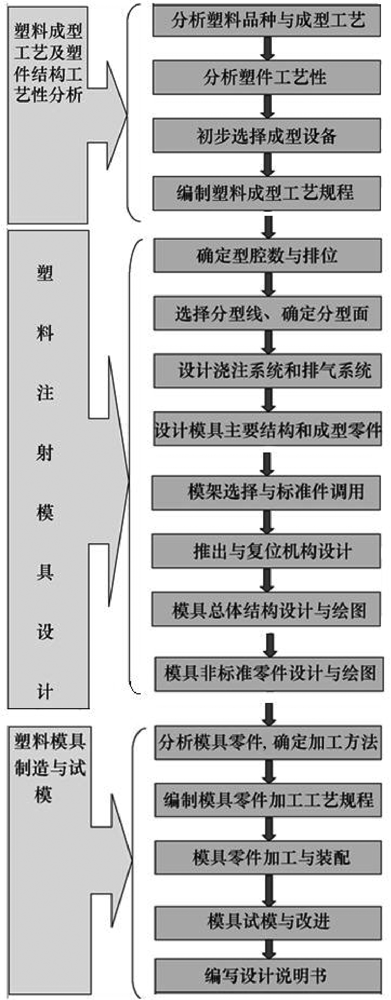 塑料成型
工艺及塑
件结构工
艺性分析
分析塑料品种与成型工艺
分析塑件工艺性
初步选择成型设备
编制塑料成型工艺规程
塑
料
注
射
模
具
设
计
确定型腔数与排位
选择分型线、确定分型面
设计浇注系统和排气系统
设计模具主要结构和成型零件
模架选择与标准件调用
推出与复位机构设计
模具总体结构设计与绘图
模具非标准零件设计与绘图
塑料模具
制造与试
模
分析模具零件,确定加工方法
编制模具零件加工工艺规程
模具零件加工与装配
模具试模与改进
编写设计说明书